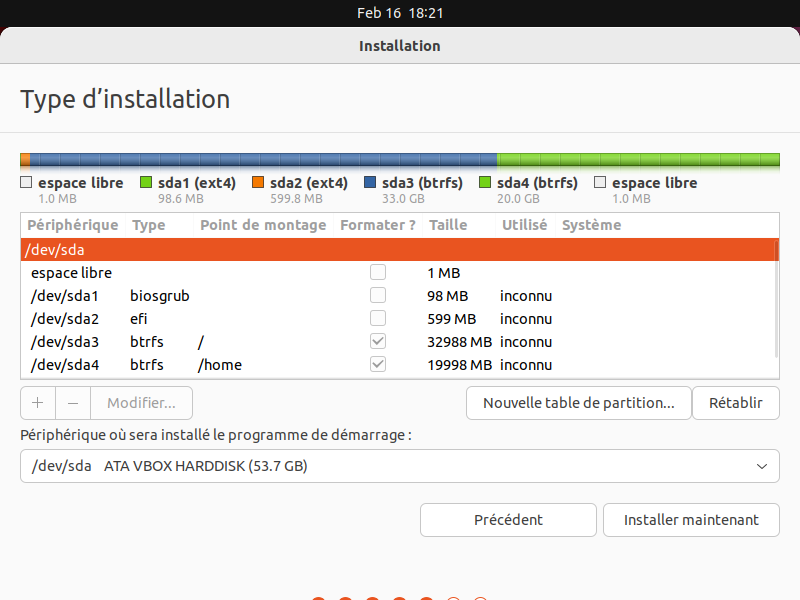 Feb 16 18:21
Installation
Type d’installation
espace libre sda1 (ext4) sda2 (ext4) sda3 (btrfs) sda4 (btrfs) espace libre
1.0 MB 98.6 MB 599.8 MB 33.0 GB 20.0 GB 1.0 MB
Périphérique Type Point de montage Formater ? Taille Utilisé Système
/dev/sda
espace libre 1 MB
/dev/sda1 biosgrub 98 MB inconnu
/dev/sda2 efi 599 MB inconnu
/dev/sda3 btrfs / 32988 MB inconnu
/dev/sda4 btrfs /home 19998 MB inconnu
+ − Modifier... Nouvelle table de partition... Rétablir
Périphérique où sera installé le programme de démarrage :
/dev/sda ATA VBOX HARDDISK (53.7 GB)
Précédent Installer maintenant